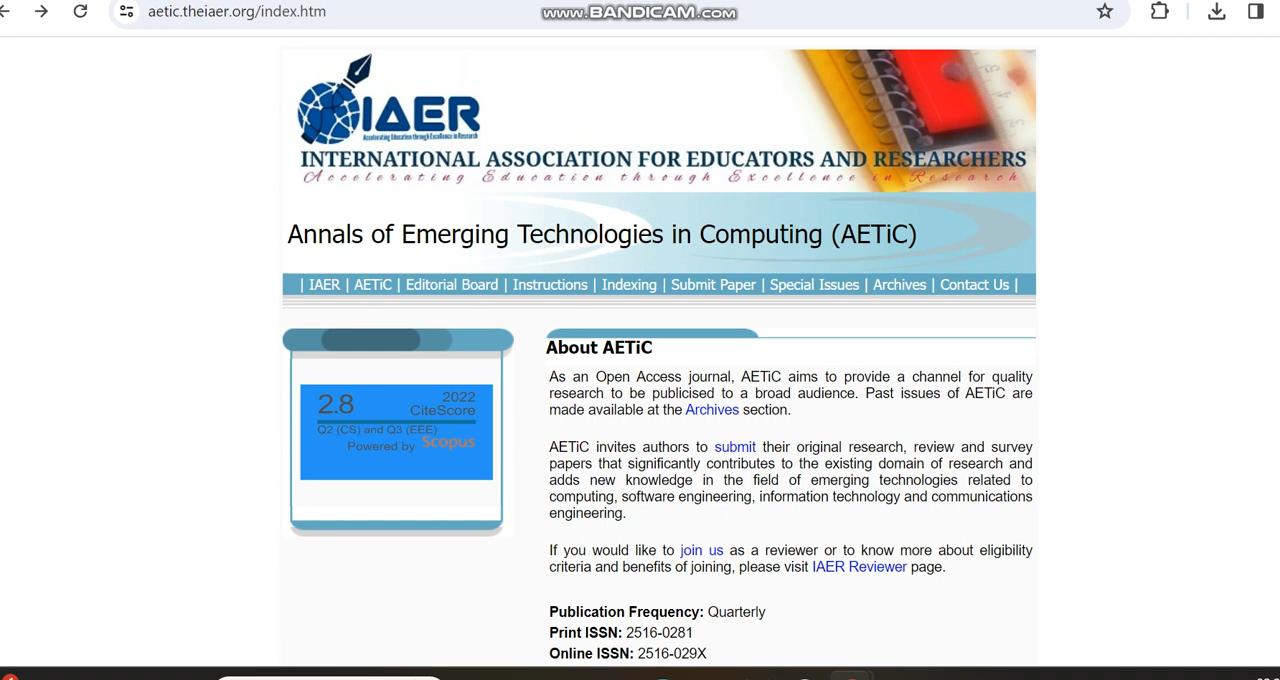 aetic.theiaer.org/index.htm
www.BANDICAM.com
IAER
Accelerating Education through Excellence in Research
INTERNATIONAL ASSOCIATION FOR EDUCATORS AND RESEARCHERS
Accelerating Education through Excellence in Research
Annals of Emerging Technologies in Computing (AETiC)
| IAER | AETiC | Editorial Board | Instructions | Indexing | Submit Paper | Special Issues | Archives | Contact Us |
2.8
2022
CiteScore
Q2 (CS) and Q3 (EEE)
Powered by Scopus
About AETiC
As an Open Access journal, AETiC aims to provide a channel for quality
research to be publicised to a broad audience. Past issues of AETiC are
made available at the Archives section.
AETiC invites authors to submit their original research, review and survey
papers that significantly contributes to the existing domain of research and
adds new knowledge in the field of emerging technologies related to
computing, software engineering, information technology and communications
engineering.
If you would like to join us as a reviewer or to know more about eligibility
criteria and benefits of joining, please visit IAER Reviewer page.
Publication Frequency: Quarterly
Print ISSN: 2516-0281
Online ISSN: 2516-029X